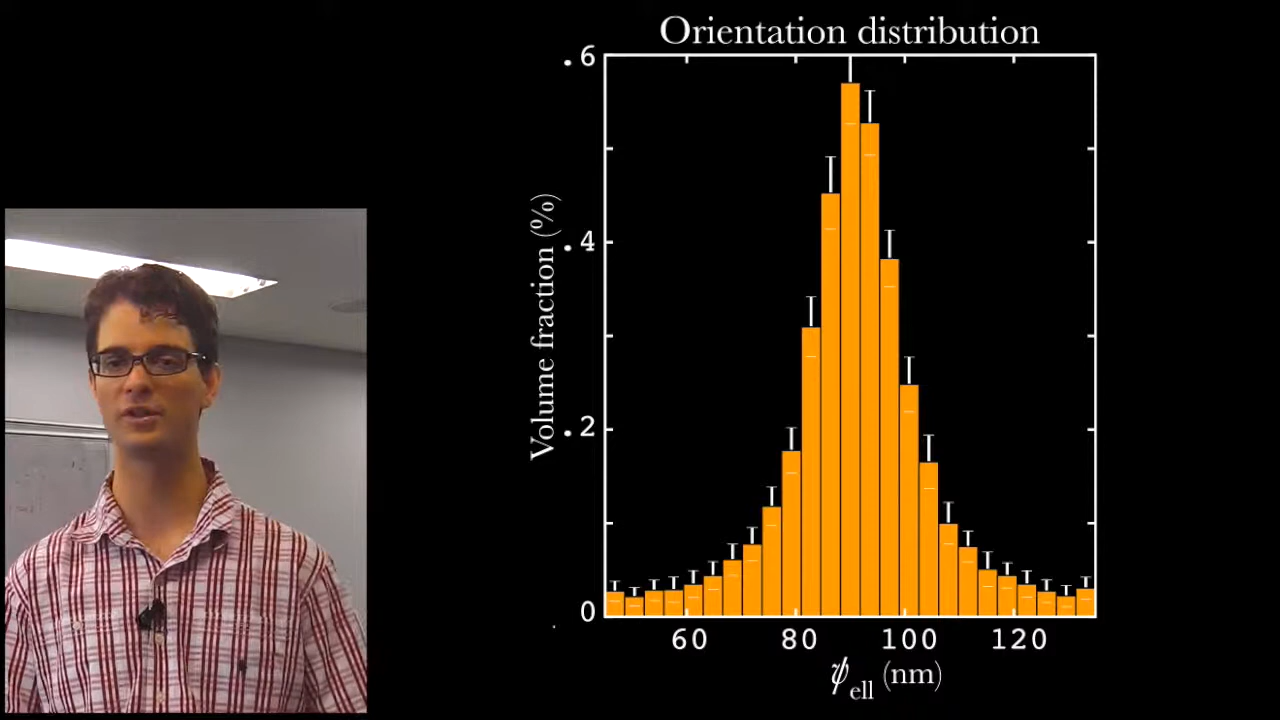 Orientation distribution
.6
.4
.2
0
Volume fraction (%)
60 80 100 120
ψell (nm)